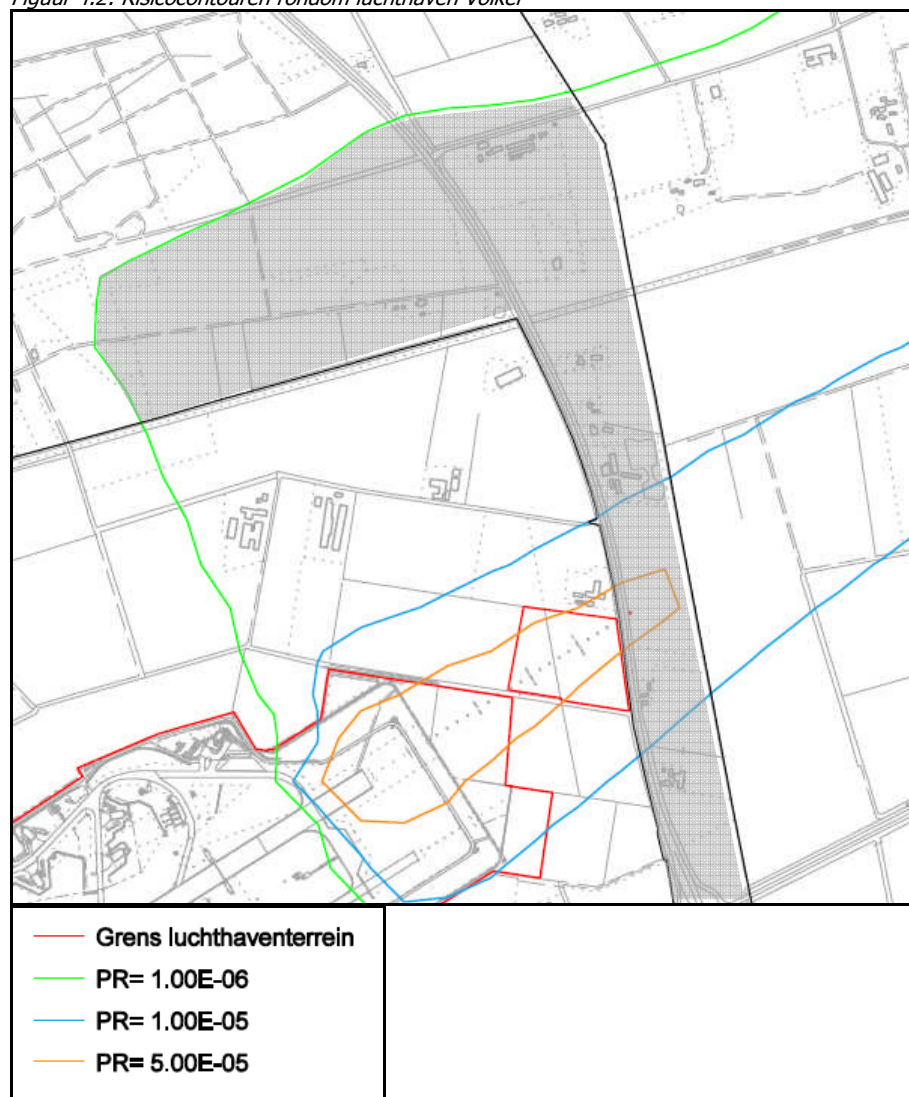 Figuur 4.2: Risicocontouren rondom luchthaven Volkel
Grens luchthaventerrein
PR= 1.00E-06
PR= 1.00E-05
PR= 5.00E-05